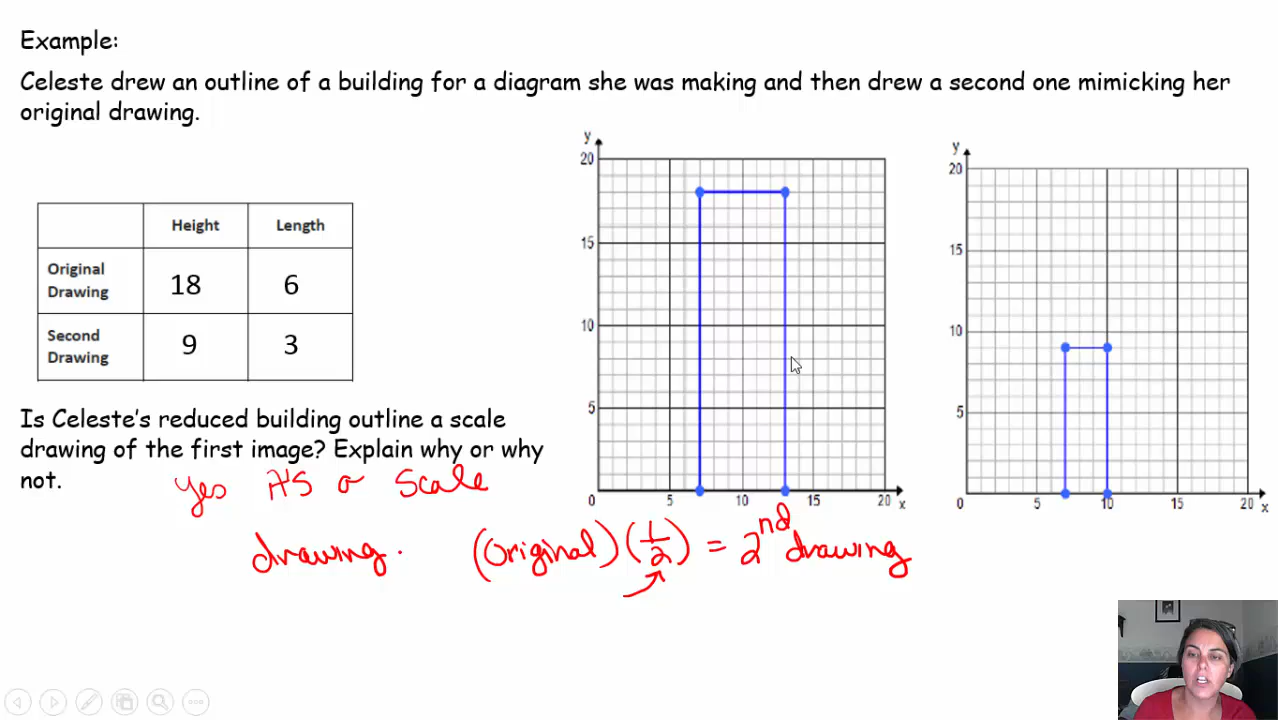 Example:
Celeste drew an outline of a building for a diagram she was making and then drew a second one mimicking her
original drawing.
Height Length
Original Drawing 18 6
Second Drawing 9 3
Is Celeste's reduced building outline a scale
drawing of the first image? Explain why or why
not.
yes it's a scale
drawing. (original) (1/2) = 2nd drawing
y
20
15
10
5
0 5 10 15 20 x
y
20
15
10
5
0 5 10 15 20 x